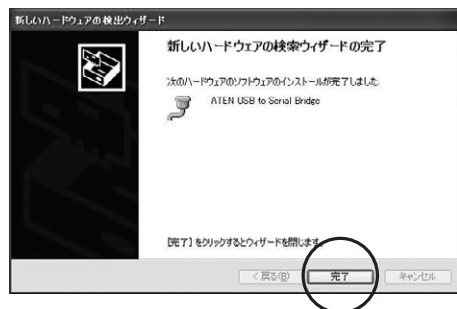 新しいハードウェアの検出ウィザード
新しいハードウェアの検索ウィザードの完了
次のハードウェアのソフトウェアのインストールが完了しました:
ATEN USB to Serial Bridge
[完了] をクリックするとウィザードを閉じます。
< 戻る(B)
完了
キャンセル